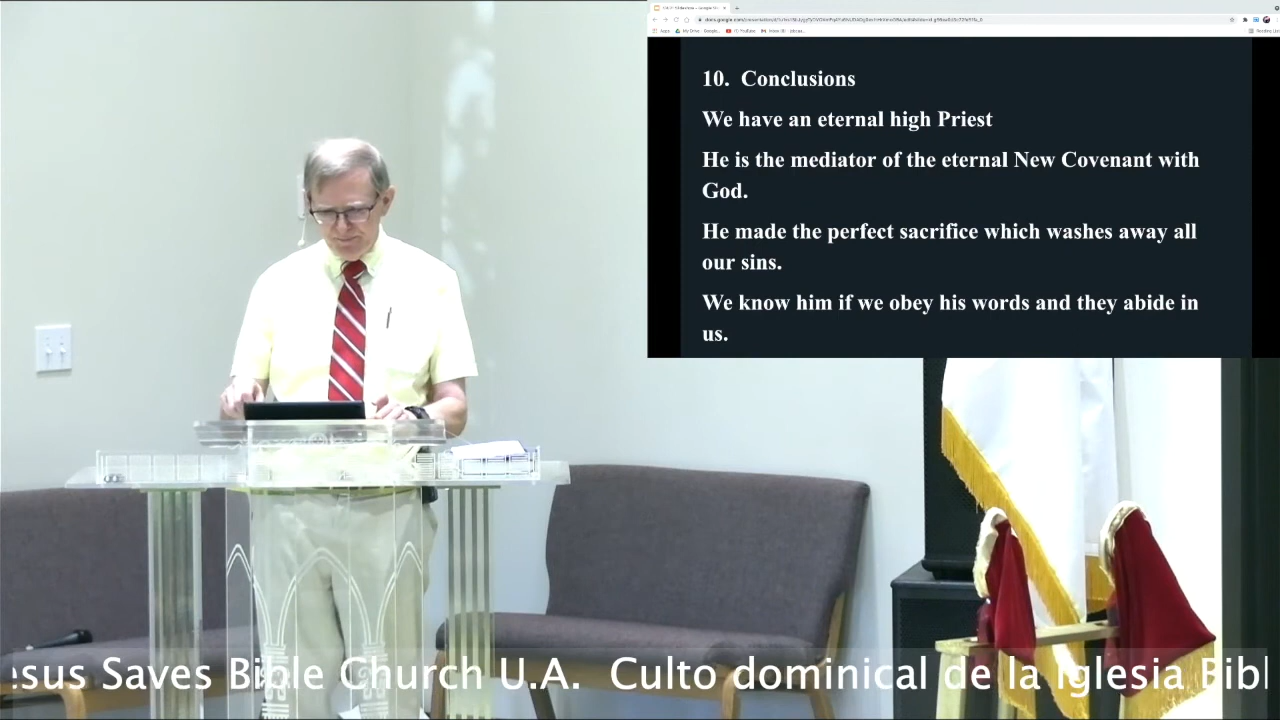 10. Conclusions
We have an eternal high Priest
He is the mediator of the eternal New Covenant with
God.
He made the perfect sacrifice which washes away all
our sins.
We know him if we obey his words and they abide in
us.
esus Saves Bible Church U.A. Culto dominical de la Iglesia Bibl